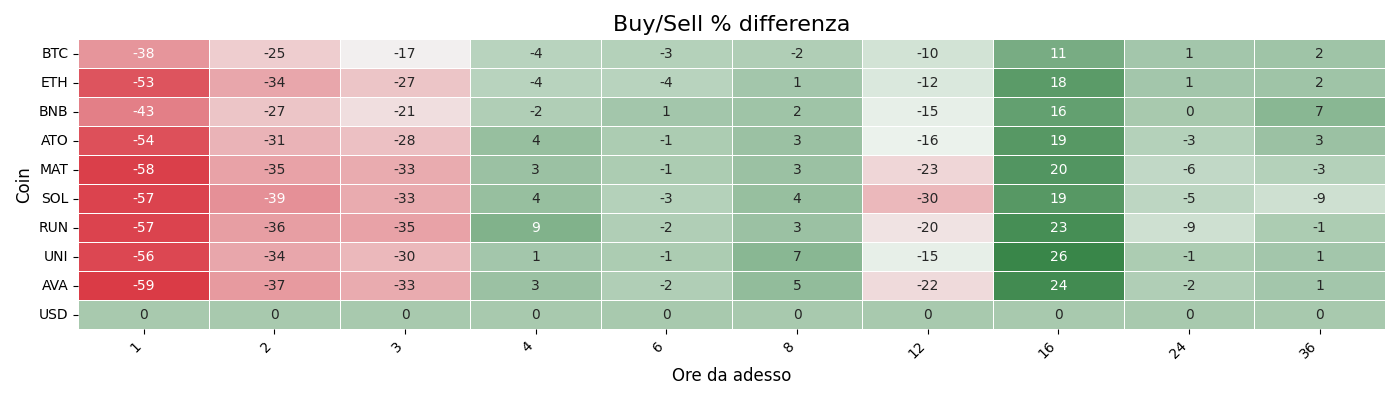 Buy/Sell % differenza
Coin
BTC -38 -25 -17 -4 -3 -2 -10 11 1 2
ETH -53 -34 -27 -4 -4 1 -12 18 1 2
BNB -43 -27 -21 -2 1 2 -15 16 0 7
ATO -54 -31 -28 4 -1 3 -16 19 -3 3
MAT -58 -35 -33 3 -1 3 -23 20 -6 -3
SOL -57 -39 -33 4 -3 4 -30 19 -5 -9
RUN -57 -36 -35 9 -2 3 -20 23 -9 -1
UNI -56 -34 -30 1 -1 7 -15 26 -1 1
AVA -59 -37 -33 3 -2 5 -22 24 -2 1
USD 0 0 0 0 0 0 0 0 0 0
1 2 3 4 6 8 12 16 24 36
Ore da adesso